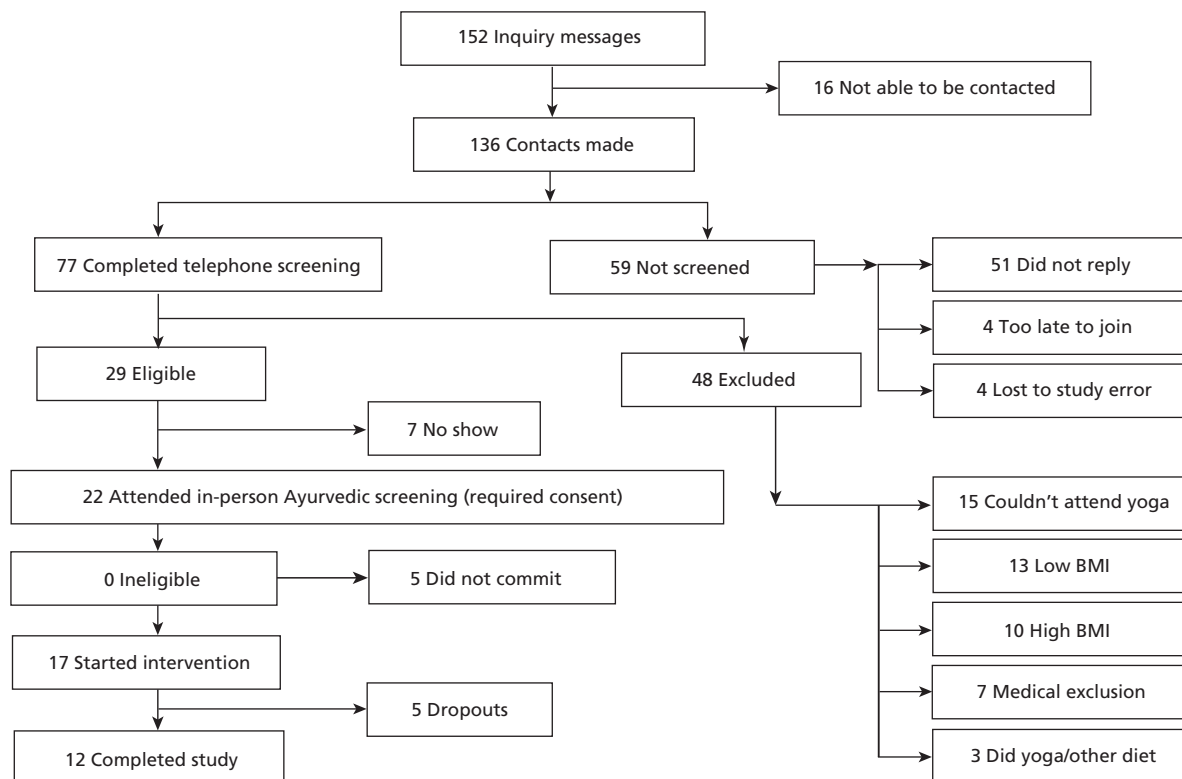 152 Inquiry messages
16 Not able to be contacted
136 Contacts made
77 Completed telephone screening
59 Not screened
51 Did not reply
4 Too late to join
4 Lost to study error
29 Eligible
48 Excluded
7 No show
22 Attended in-person Ayurvedic screening (required consent)
15 Couldn’t attend yoga
13 Low BMI
10 High BMI
7 Medical exclusion
3 Did yoga/other diet
0 Ineligible
5 Did not commit
17 Started intervention
5 Dropouts
12 Completed study